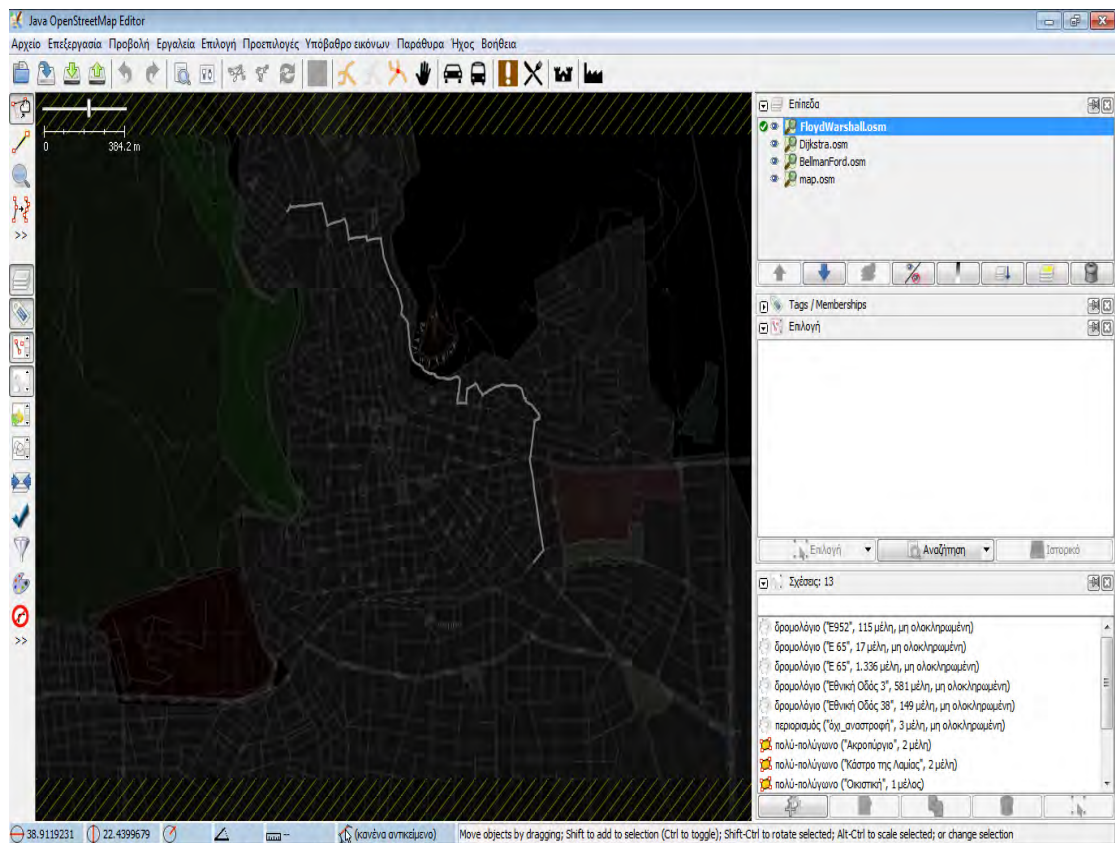 Java OpenStreetMap Editor
Αρχείο Επεξεργασία Προβολή Εργαλεία Επιλογή Προεπιλογές Υπόβαθρο εικόνων Παράθυρα Ήχος Βοήθεια
0 384.2 m
>>
>>
Επίπεδα
FloydWarshall.osm
Dijkstra.osm
BellmanFord.osm
map.osm
Tags / Memberships
Επιλογή
Επιλογή Αναζήτηση Ιστορικό
Σχέσεις: 13
δρομολόγιο ("E952", 115 μέλη, μη ολοκληρωμένη)
δρομολόγιο ("E 65", 17 μέλη, μη ολοκληρωμένη)
δρομολόγιο ("E 65", 1.336 μέλη, μη ολοκληρωμένη)
δρομολόγιο ("Εθνική Οδός 3", 581 μέλη, μη ολοκληρωμένη)
δρομολόγιο ("Εθνική Οδός 38", 149 μέλη, μη ολοκληρωμένη)
περιορισμός ("όχι_αναστροφή", 3 μέλη, μη ολοκληρωμένη)
πολύ-πολύγωνο ("Ακροπύργιο", 2 μέλη)
πολύ-πολύγωνο ("Κάστρο της Λαμίας", 2 μέλη)
πολύ-πολύγωνο ("Οικιστική", 1 μέλος)
38.9119231 22.4399679 -- (κανένα αντικείμενο) Move objects by dragging; Shift to add to selection (Ctrl to toggle); Shift-Ctrl to rotate selected; Alt-Ctrl to scale selected; or change selection